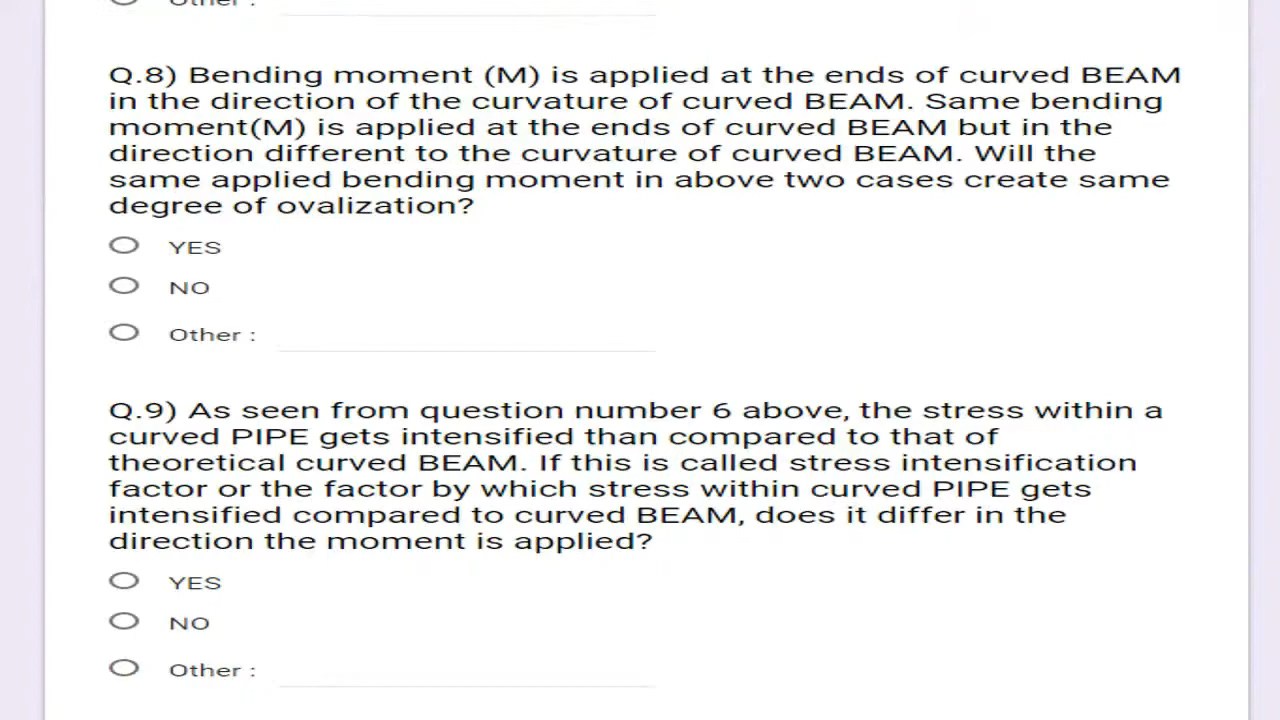 Other :
Q.8) Bending moment (M) is applied at the ends of curved BEAM
in the direction of the curvature of curved BEAM. Same bending
moment(M) is applied at the ends of curved BEAM but in the
direction different to the curvature of curved BEAM. Will the
same applied bending moment in above two cases create same
degree of ovalization?
YES
NO
Other :
Q.9) As seen from question number 6 above, the stress within a
curved PIPE gets intensified than compared to that of
theoretical curved BEAM. If this is called stress intensification
factor or the factor by which stress within curved PIPE gets
intensified compared to curved BEAM, does it differ in the
direction the moment is applied?
YES
NO
Other :